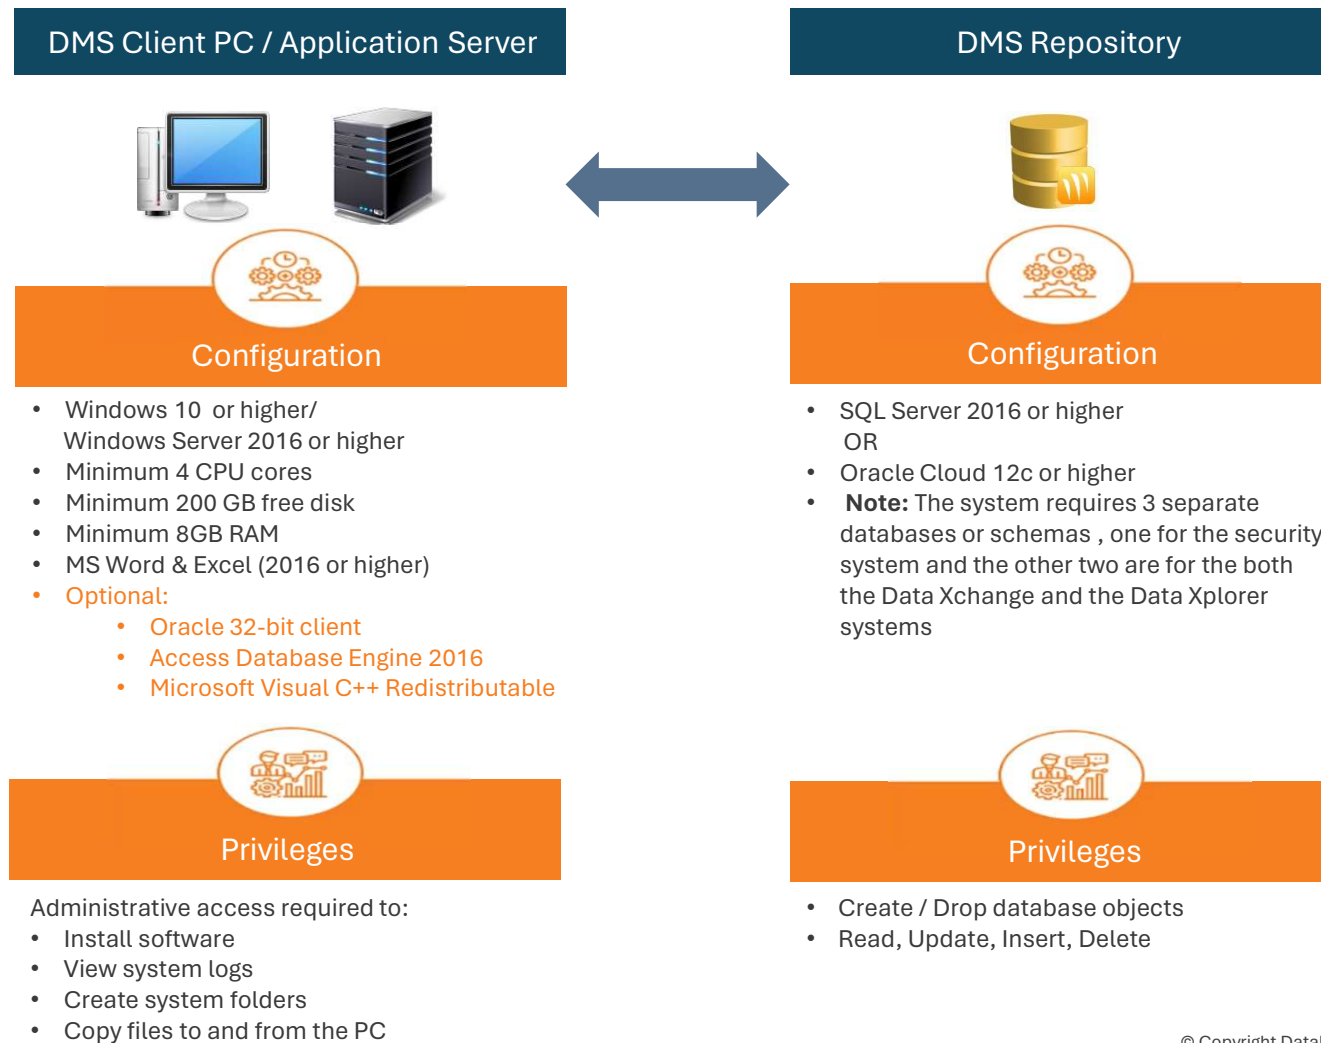 DMS Client PC / Application Server
Configuration
• Windows 10 or higher/
Windows Server 2016 or higher
• Minimum 4 CPU cores
• Minimum 200 GB free disk
• Minimum 8GB RAM
• MS Word & Excel (2016 or higher)
• Optional:
• Oracle 32-bit client
• Access Database Engine 2016
• Microsoft Visual C++ Redistributable
Privileges
Administrative access required to:
• Install software
• View system logs
• Create system folders
• Copy files to and from the PC
DMS Repository
Configuration
• SQL Server 2016 or higher
OR
• Oracle Cloud 12c or higher
• Note: The system requires 3 separate
databases or schemas , one for the security
system and the other two are for the both
the Data Xchange and the Data Xplorer
systems
Privileges
• Create / Drop database objects
• Read, Update, Insert, Delete
© Copyright